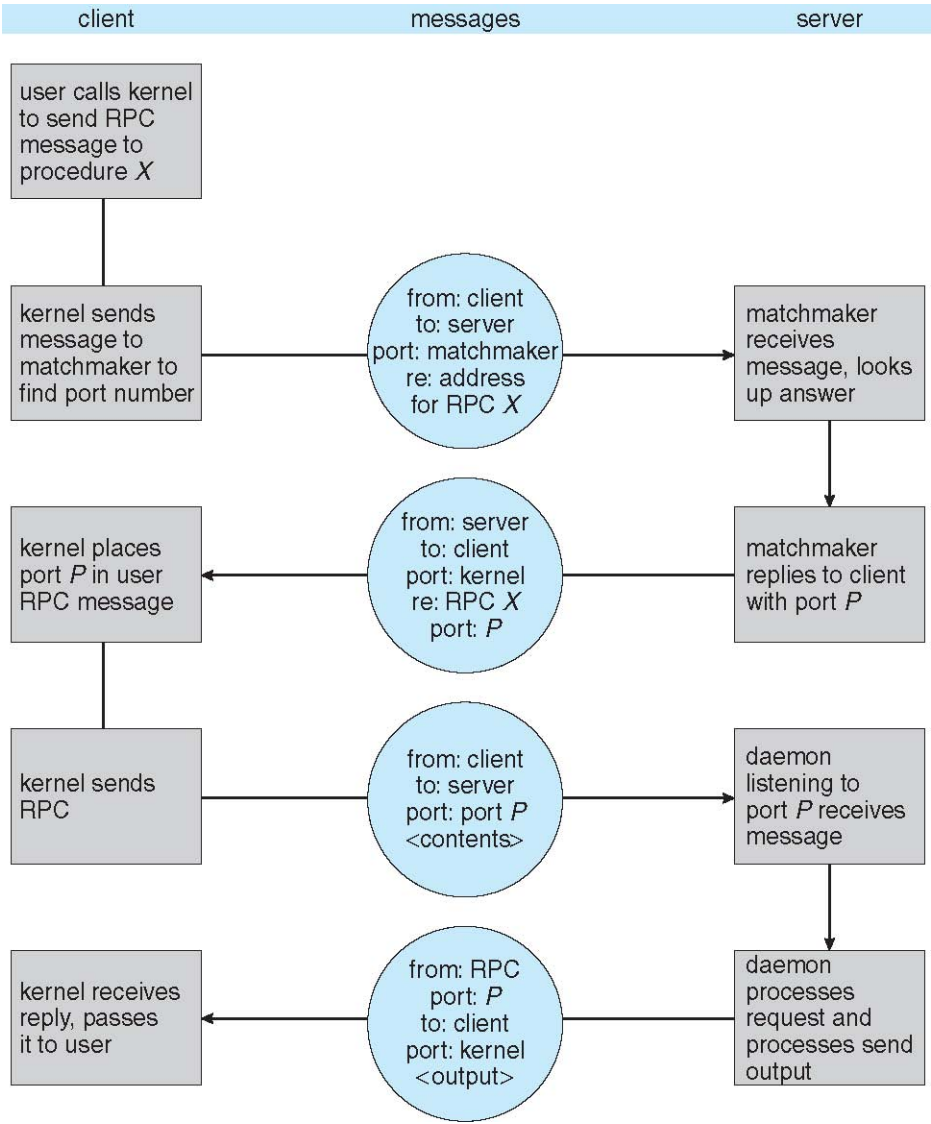 client
messages
server
user calls kernel
to send RPC
message to
procedure X
kernel sends
message to
matchmaker to
find port number
from: client
to: server
port: matchmaker
re: address
for RPC X
matchmaker
receives
message, looks
up answer
kernel places
port P in user
RPC message
from: server
to: client
port: kernel
re: RPC X
port: P
matchmaker
replies to client
with port P
kernel sends
RPC
from: client
to: server
port: port P
<contents>
daemon
listening to
port P receives
message
kernel receives
reply, passes
it to user
from: RPC
port: P
to: client
port: kernel
<output>
daemon
processes
request and
processes send
output